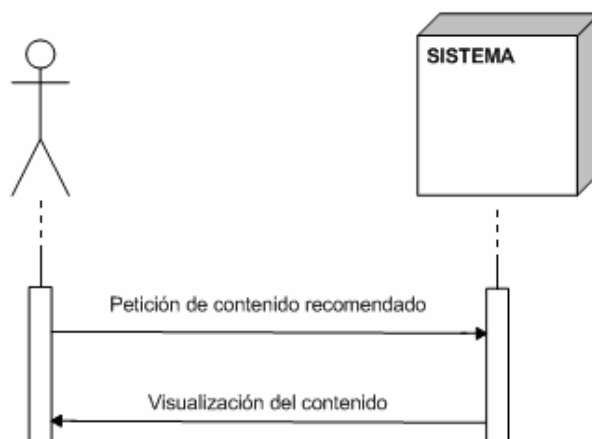 SISTEMA
Petición de contenido recomendado
Visualización del contenido